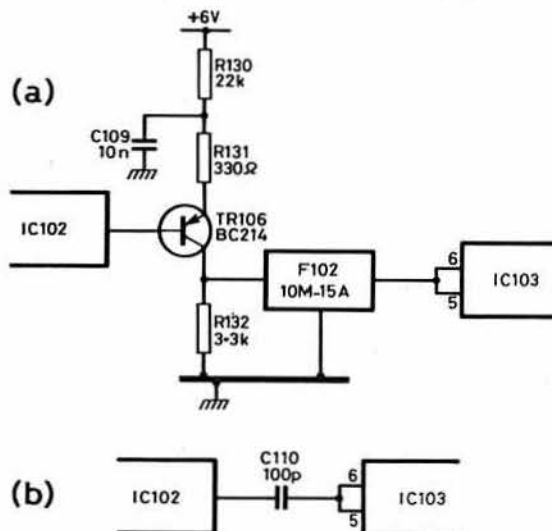 +6V
(a)
R130
22k
C109
10n
R131
330Ω
IC102
TR106
BC214
F102
10M-15A
6
5
IC103
R132
3·3k
(b)
C110
100p
IC102
6
5
IC103